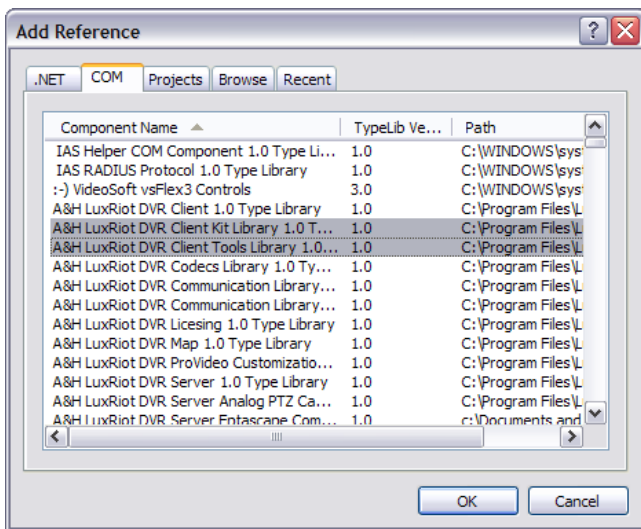 Add Reference
.NET COM Projects Browse Recent
Component Name TypeLib Ve... Path
IAS Helper COM Component 1.0 Type Li... 1.0 C:\WINDOWS\sys
IAS RADIUS Protocol 1.0 Type Library 1.0 C:\WINDOWS\sys
:-) VideoSoft vsFlex3 Controls 3.0 C:\WINDOWS\sys
A&H LuxRiot DVR Client 1.0 Type Library 1.0 C:\Program Files\L
A&H LuxRiot DVR Client Kit Library 1.0 T... 1.0 C:\Program Files\L
A&H LuxRiot DVR Client Tools Library 1.0... 1.0 C:\Program Files\L
A&H LuxRiot DVR Codecs Library 1.0 Ty... 1.0 C:\Program Files\L
A&H LuxRiot DVR Communication Library... 1.0 C:\Program Files\L
A&H LuxRiot DVR Communication Library... 1.0 C:\Program Files\L
A&H LuxRiot DVR Licesing 1.0 Type Library 1.0 C:\Program Files\L
A&H LuxRiot DVR Map 1.0 Type Library 1.0 C:\Program Files\L
A&H LuxRiot DVR ProVideo Customizatio... 1.0 C:\Program Files\L
A&H LuxRiot DVR Server 1.0 Type Library 1.0 C:\Program Files\L
A&H LuxRiot DVR Server Analog PTZ Ca... 1.0 C:\Program Files\L
A&H LuxRiot DVR Server Entascape Com... 1.0 c:\Documents and
OK Cancel